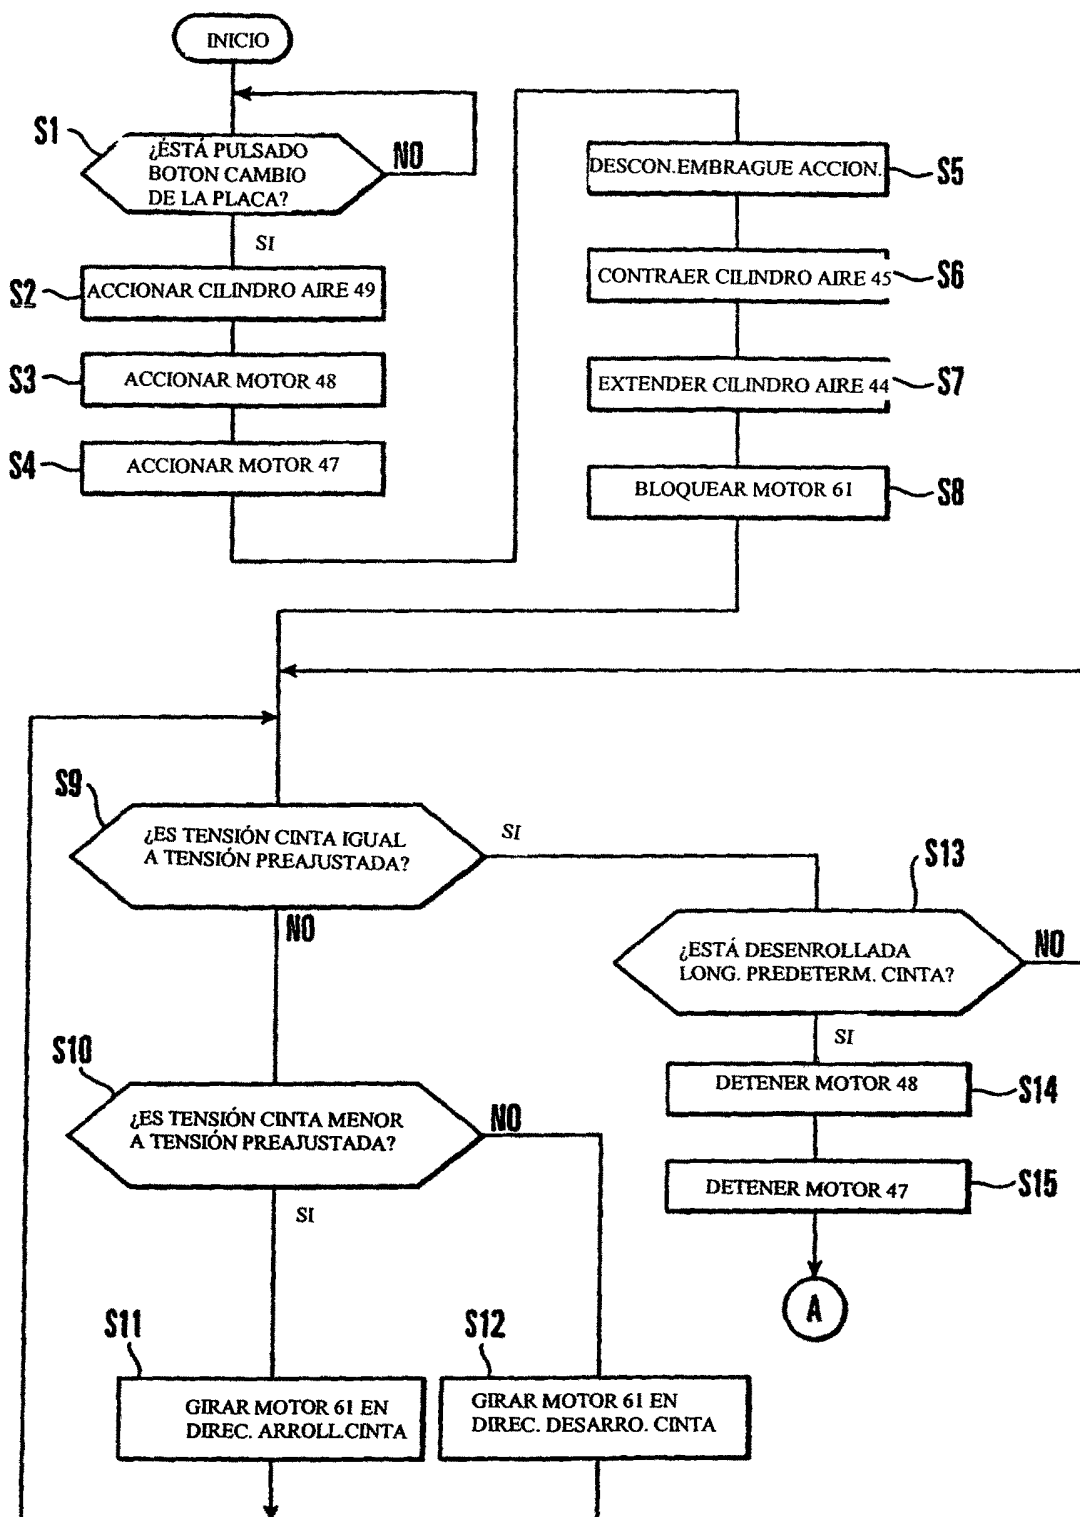 INICIO
S1
¿ÉSTÁ PULSADO
BOTON CAMBIO
DE LA PLACA?
NO
SI
S2
ACCIONAR CILINDRO AIRE 49
S3
ACCIONAR MOTOR 48
S4
ACCIONAR MOTOR 47
DESCON.EMBRAGUE ACCION.
S5
CONTRAER CILINDRO AIRE 45
S6
EXTENDER CILINDRO AIRE 44
S7
BLOQUEAR MOTOR 61
S8
S9
¿ES TENSIÓN CINTA IGUAL
A TENSIÓN PREAJUSTADA?
SI
NO
S13
¿ESTÁ DESENROLLADA
LONG. PREDETERM. CINTA?
NO
SI
S10
¿ES TENSIÓN CINTA MENOR
A TENSIÓN PREAJUSTADA?
NO
SI
DETENER MOTOR 48
S14
DETENER MOTOR 47
S15
A
S11
GIRAR MOTOR 61 EN
DIREC. ARROLL.CINTA
S12
GIRAR MOTOR 61 EN
DIREC. DESARRO. CINTA